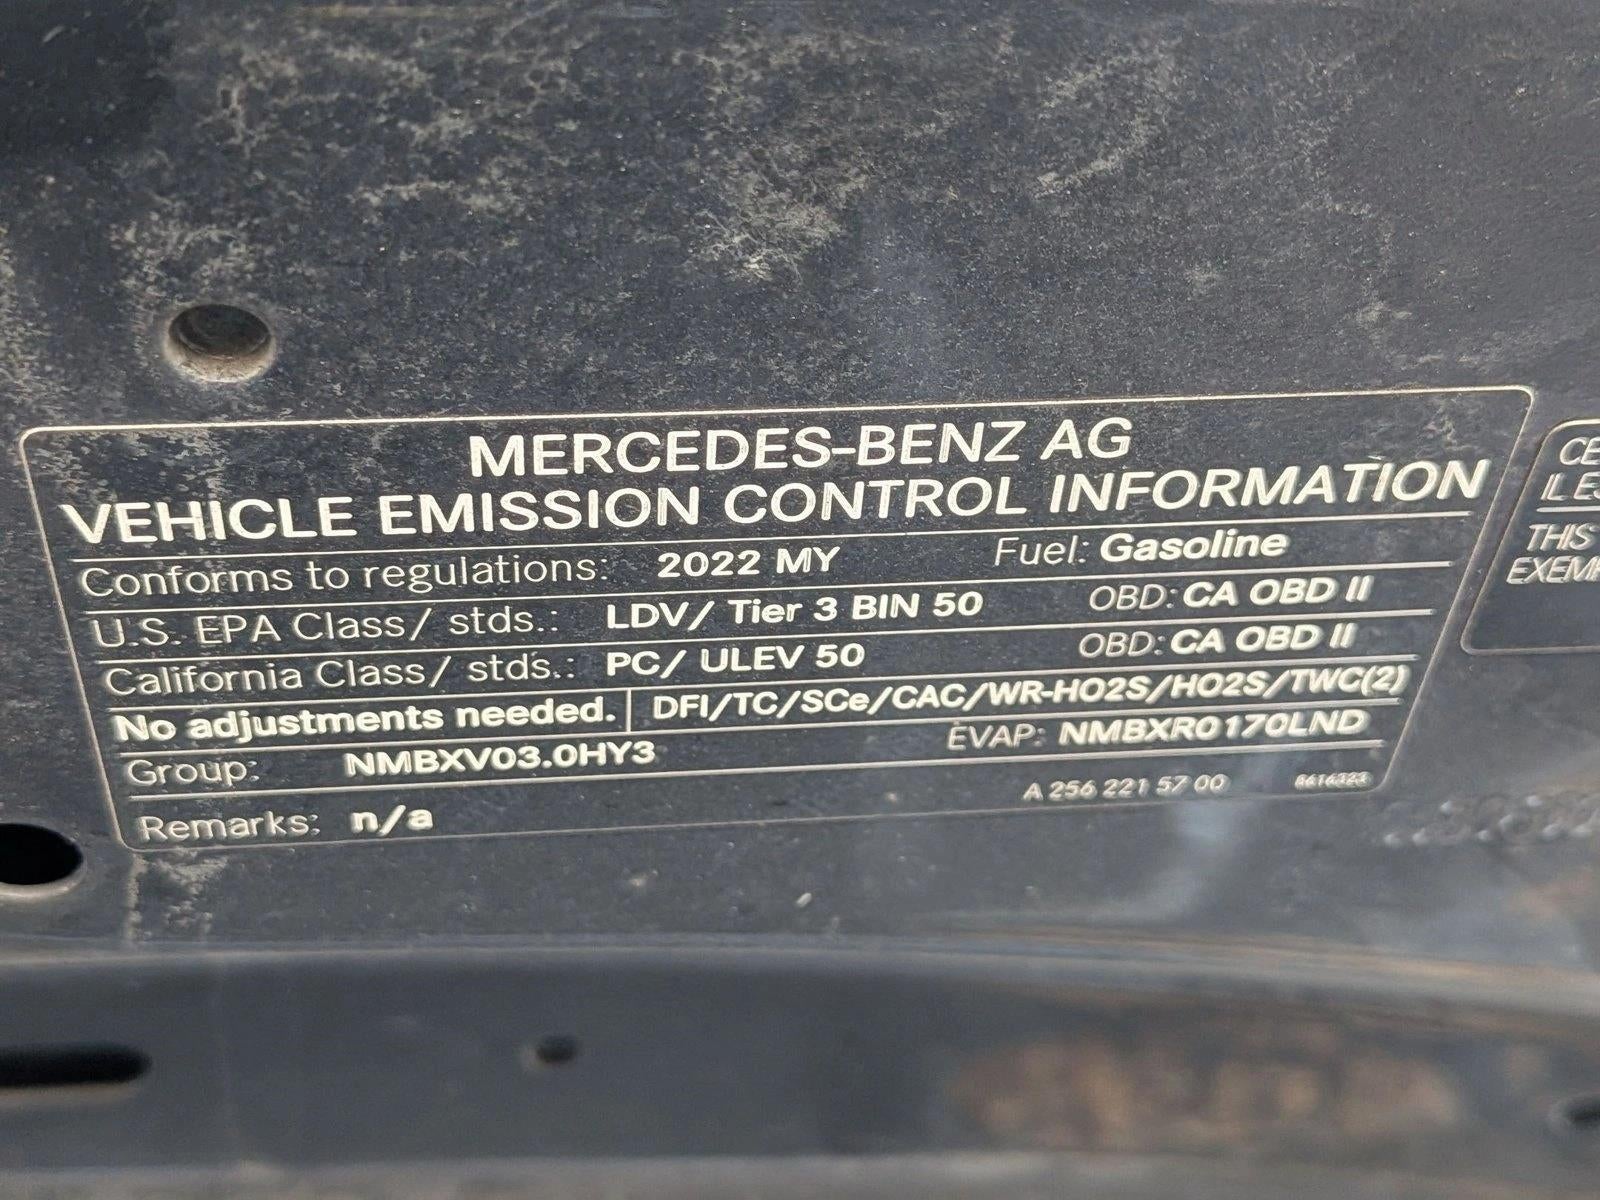 MERCEDES-BENZ AG
VEHICLE EMISSION CONTROL INFORMATION
Conforms to regulations: 2022 MY Fuel: Gasoline
U.S. EPA Class/ stds.: LDV/ Tier 3 BIN 50 OBD: CA OBD II
California Class/ stds.: PC/ ULEV 50 OBD: CA OBD II
No adjustments needed. DFI/TC/SCe/CAC/WR-HO2S/HO2S/TWC(2)
Group: NMBXV03.0HY3 EVAP: NMBXR0170LND
Remarks: n/a A 256 221 57 00
THIS